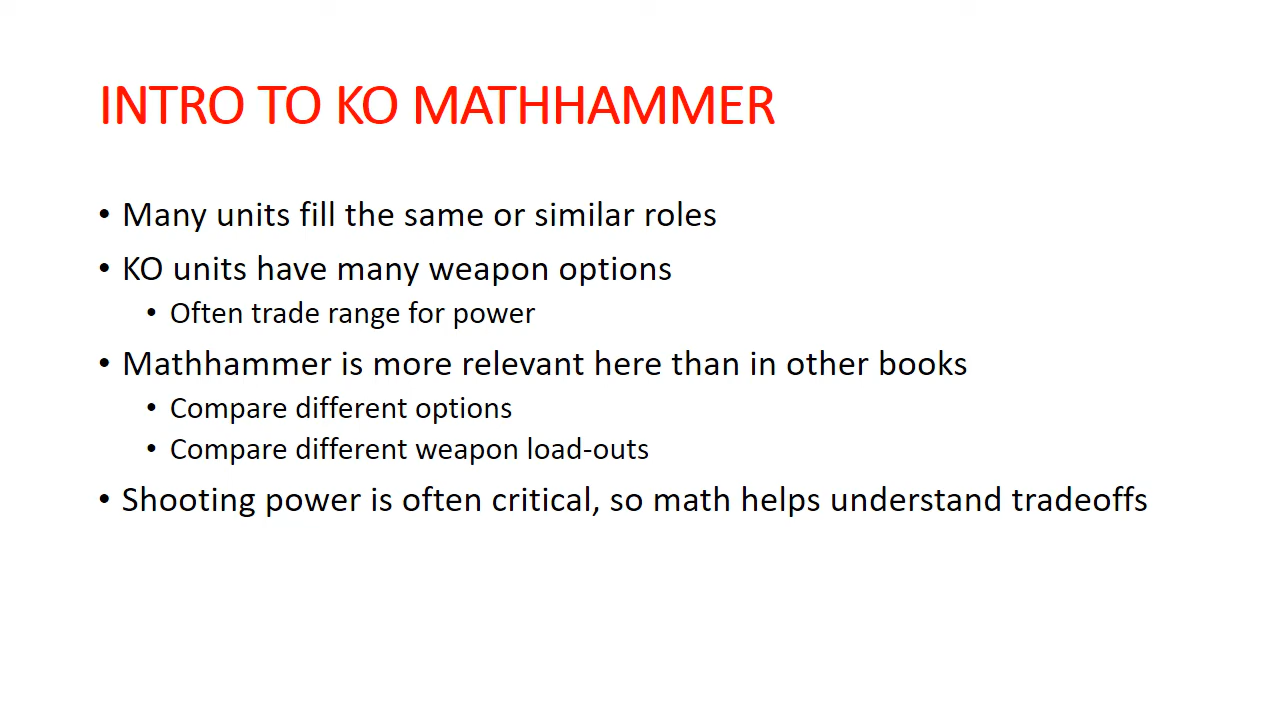 INTRO TO KO MATHHAMMER
• Many units fill the same or similar roles
• KO units have many weapon options
• Often trade range for power
• Mathhammer is more relevant here than in other books
• Compare different options
• Compare different weapon load-outs
• Shooting power is often critical, so math helps understand tradeoffs